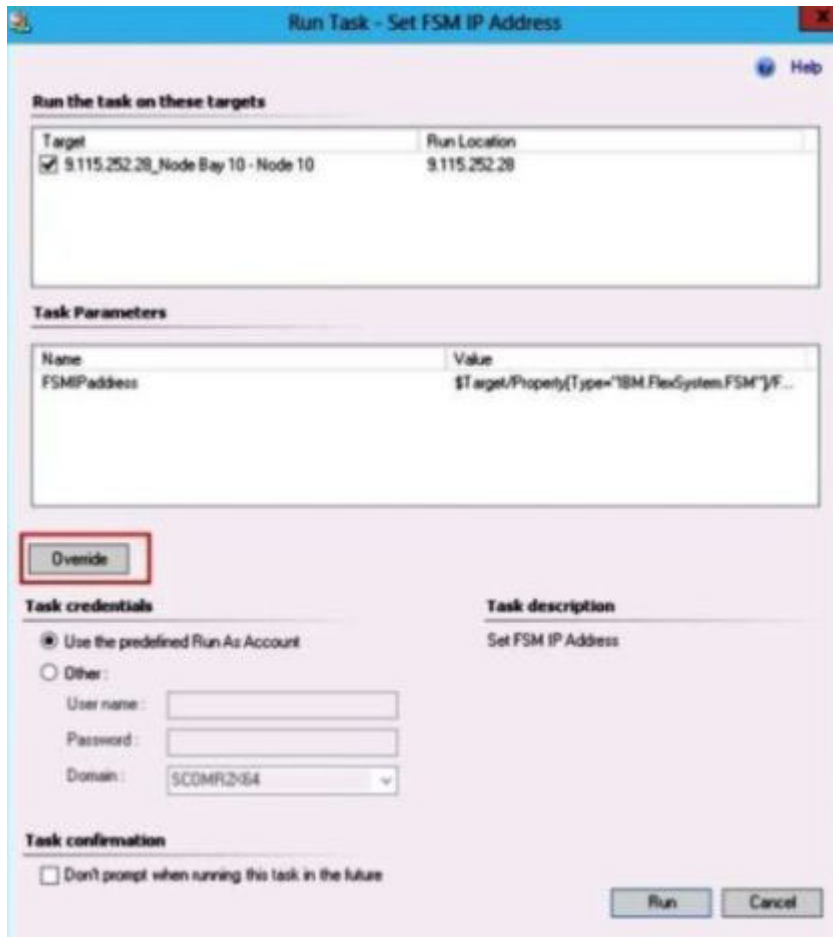 Run Task - Set FSM IP Address
x
Help
Run the task on these targets
Target Run Location
9.115.252.28_Node Bay 10 - Node 10 9.115.252.28
Task Parameters
Name Value
FSMIPaddress $Target/Property[Type="IBM.FlexSystem.FSM"]/F...
Override
Task credentials Task description
Use the predefined Run As Account Set FSM IP Address
Other :
User name :
Password :
Domain : SCOMR2X64
Task confirmation
Don't prompt when running this task in the future
Run Cancel